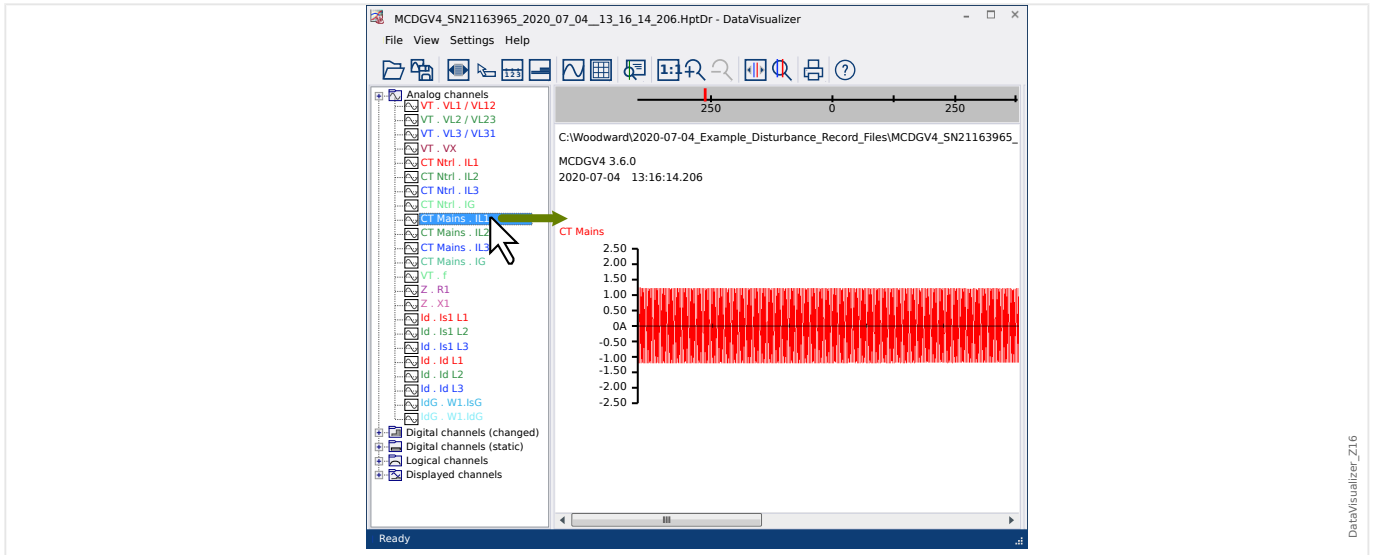 MCDGV4_SN21163965_2020_07_04__13_16_14_206.HptDr - DataVisualizer
File View Settings Help
123
1:1
Analog channels
VT . VL1 / VL12
VT . VL2 / VL23
VT . VL3 / VL31
VT . VX
CT Ntrl . IL1
CT Ntrl . IL2
CT Ntrl . IL3
CT Ntrl . IG
CT Mains . IL1
CT Mains . IL2
CT Mains . IL3
CT Mains . IG
VT . f
Z . R1
Z . X1
Id . Is1 L1
Id . Is1 L2
Id . Is1 L3
Id . Id L1
Id . Id L2
Id . Id L3
IdG . W1.IsG
IdG . W1.IdG
Digital channels (changed)
Digital channels (static)
Logical channels
Displayed channels
250 0 250
C:\Woodward\2020-07-04_Example_Disturbance_Record_Files\MCDGV4_SN21163965_
MCDGV4 3.6.0
2020-07-04 13:16:14.206
CT Mains
2.50
2.00
1.50
1.00
0.50
0A
-0.50
-1.00
-1.50
-2.00
-2.50
Ready
DataVisualizer_Z16